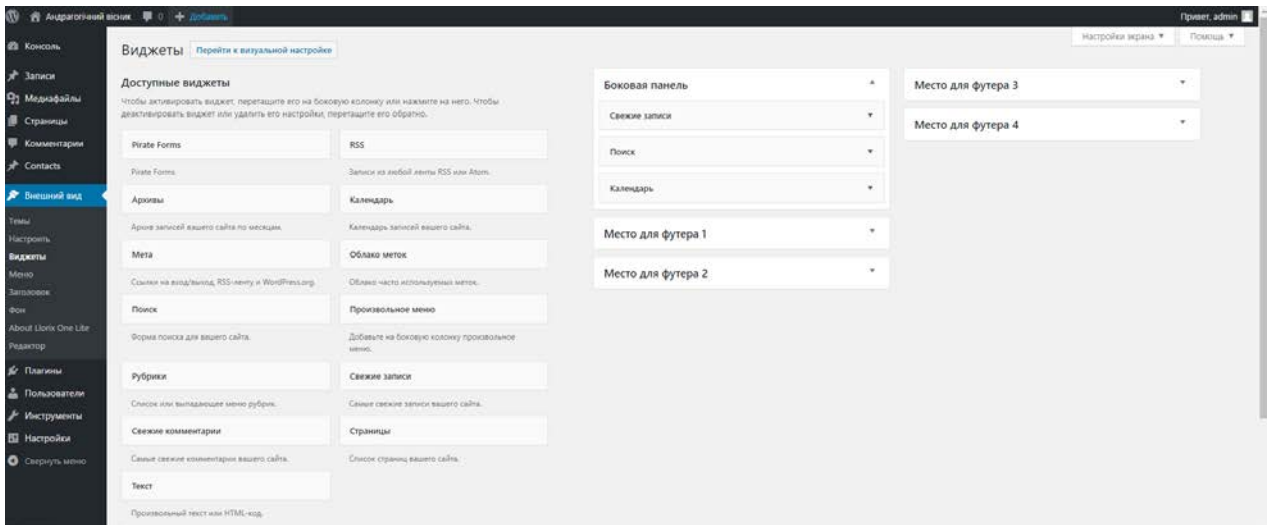 Андрагогічний вісник 0 + Добавить
Привет, admin
Настройки экрана ▼ Помощь ▼
Консоль
Записи
Медиафайлы
Страницы
Комментарии
Contacts
Внешний вид
Темы
Настроить
Виджеты
Меню
Заголовок
Фон
About Llorix One Lite
Редактор
Плагины
Пользователи
Инструменты
Настройки
Свернуть меню
Виджеты Перейти к визуальной настройке
Доступные виджеты
Чтобы активировать виджет, перетащите его на боковую колонку или нажмите на него. Чтобы
деактивировать виджет или удалить его настройки, перетащите его обратно.
Pirate Forms RSS
Pirate Forms. Записи из любой ленты RSS или Atom.
Архивы Календарь
Архив записей вашего сайта по месяцам. Календарь записей вашего сайта.
Мета Облако меток
Ссылки на вход/выход, RSS-ленту и WordPress.org. Облако часто используемых меток.
Поиск Произвольное меню
Форма поиска для вашего сайта. Добавьте на боковую колонку произвольное
меню.
Рубрики Свежие записи
Список или выпадающее меню рубрик. Самые свежие записи вашего сайта.
Свежие комментарии Страницы
Самые свежие комментарии вашего сайта. Список страниц вашего сайта.
Текст
Произвольный текст или HTML-код.
Боковая панель
Свежие записи
Поиск
Календарь
Место для футера 1
Место для футера 2
Место для футера 3
Место для футера 4